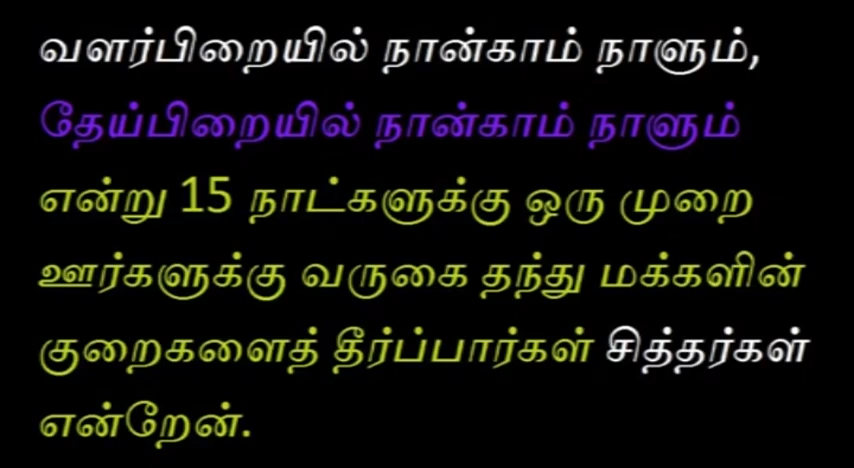 வளர்பிறையில் நான்காம் நாளும்,
தேய்பிறையில் நான்காம் நாளும்
என்று 15 நாட்களுக்கு ஒரு முறை
ஊர்களுக்கு வருகை தந்து மக்களின்
குறைகளைத் தீர்ப்பார்கள் சித்தர்கள்
என்றேன்.